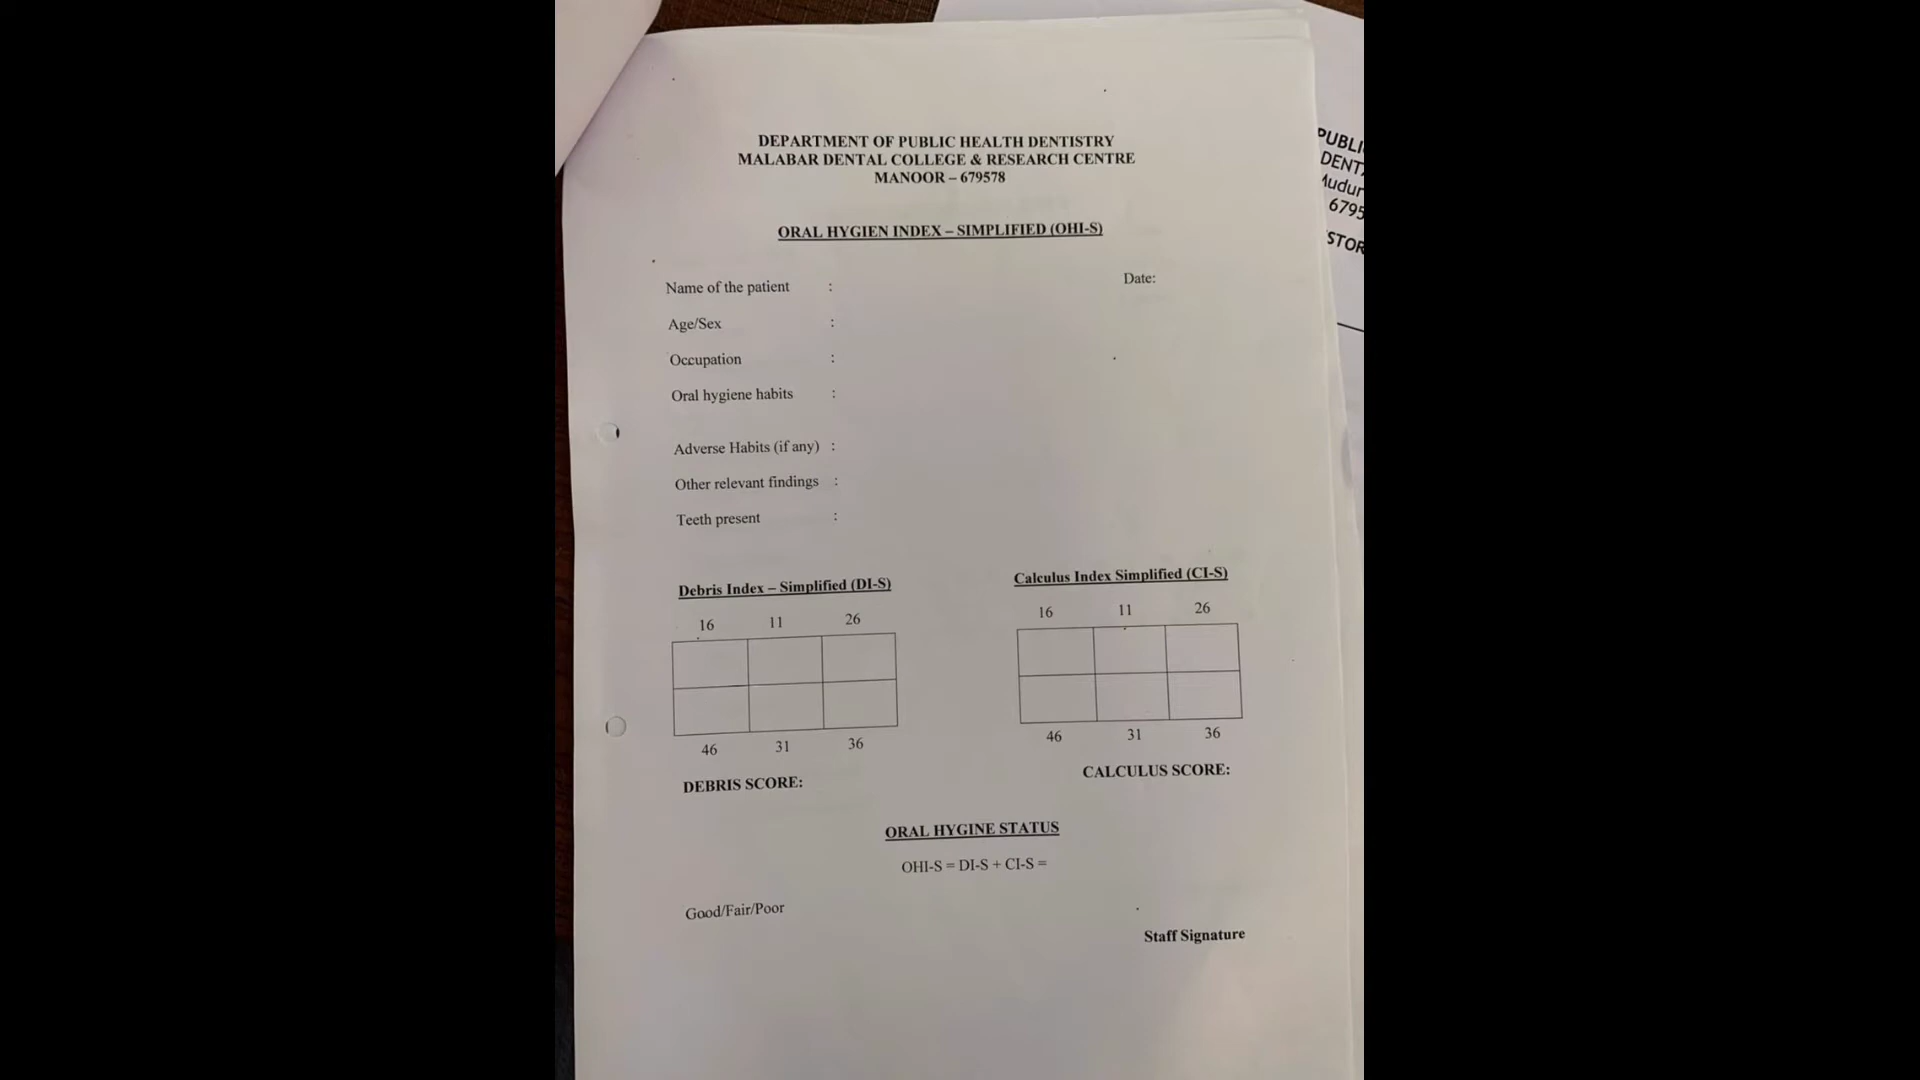 DEPARTMENT OF PUBLIC HEALTH DENTISTRY
MALABAR DENTAL COLLEGE & RESEARCH CENTRE
MANOOR – 679578
ORAL HYGIEN INDEX – SIMPLIFIED (OHI-S)
Name of the patient : Date:
Age/Sex :
Occupation :
Oral hygiene habits :
Adverse Habits (if any) :
Other relevant findings :
Teeth present :
Debris Index – Simplified (DI-S)
16 11 26
46 31 36
DEBRIS SCORE:
Calculus Index Simplified (CI-S)
16 11 26
46 31 36
CALCULUS SCORE:
ORAL HYGINE STATUS
OHI-S = DI-S + CI-S =
Good/Fair/Poor
Staff Signature